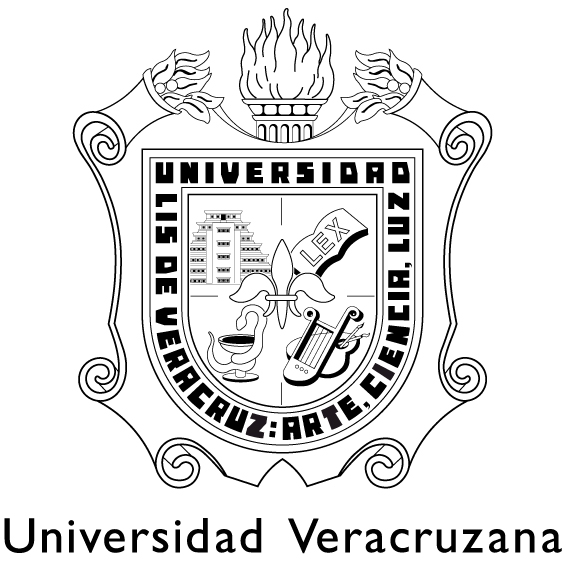 UNIVERSIDAD
LIS DE VERACRUZ: ARTE, CIENCIA, LUZ
LEX
Universidad Veracruzana